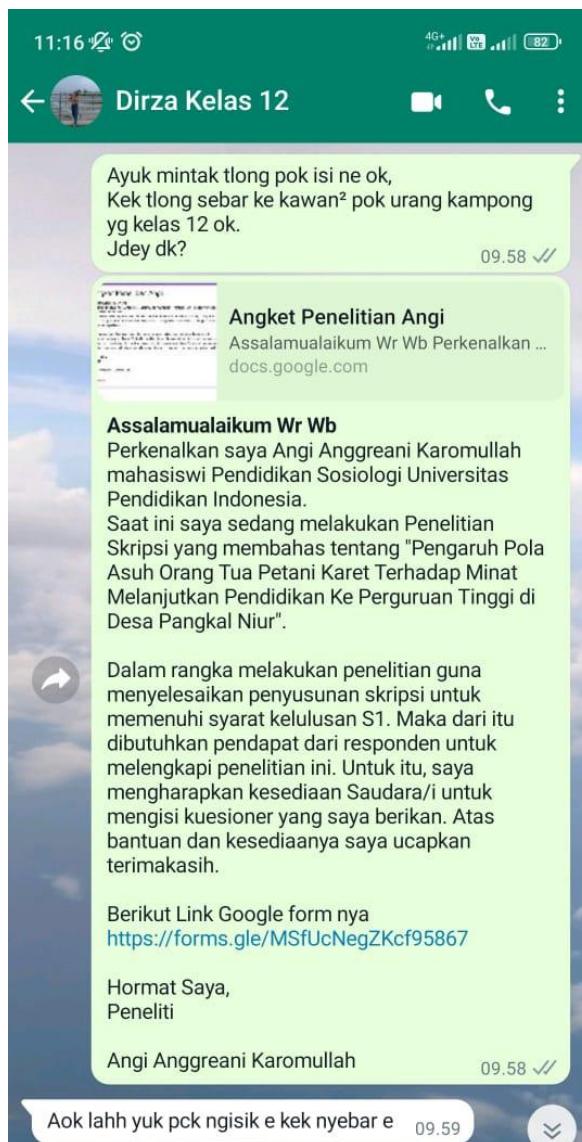 11:16
4G+
Vo LTE
82
Dirza Kelas 12
Ayuk mintak tlong pok isi ne ok,
Kek tlong sebar ke kawan² pok urang kampong
yg kelas 12 ok.
Jdey dk?
09.58
Angket Penelitian Angi
Assalamualaikum Wr Wb Perkenalkan ...
docs.google.com
Assalamualaikum Wr Wb
Perkenalkan saya Angi Anggreani Karomullah
mahasiswi Pendidikan Sosiologi Universitas
Pendidikan Indonesia.
Saat ini saya sedang melakukan Penelitian
Skripsi yang membahas tentang "Pengaruh Pola
Asuh Orang Tua Petani Karet Terhadap Minat
Melanjutkan Pendidikan Ke Perguruan Tinggi di
Desa Pangkal Niur".
Dalam rangka melakukan penelitian guna
menyelesaikan penyusunan skripsi untuk
memenuhi syarat kelulusan S1. Maka dari itu
dibutuhkan pendapat dari responden untuk
melengkapi penelitian ini. Untuk itu, saya
mengharapkan kesediaan Saudara/i untuk
mengisi kuesioner yang saya berikan. Atas
bantuan dan kesediaanya saya ucapkan
terimakasih.
Berikut Link Google form nya
https://forms.gle/MSfUcNegZKcf95867
Hormat Saya,
Peneliti
Angi Anggreani Karomullah
09.58
Aok lahh yuk pck ngisik e kek nyebar e
09.59